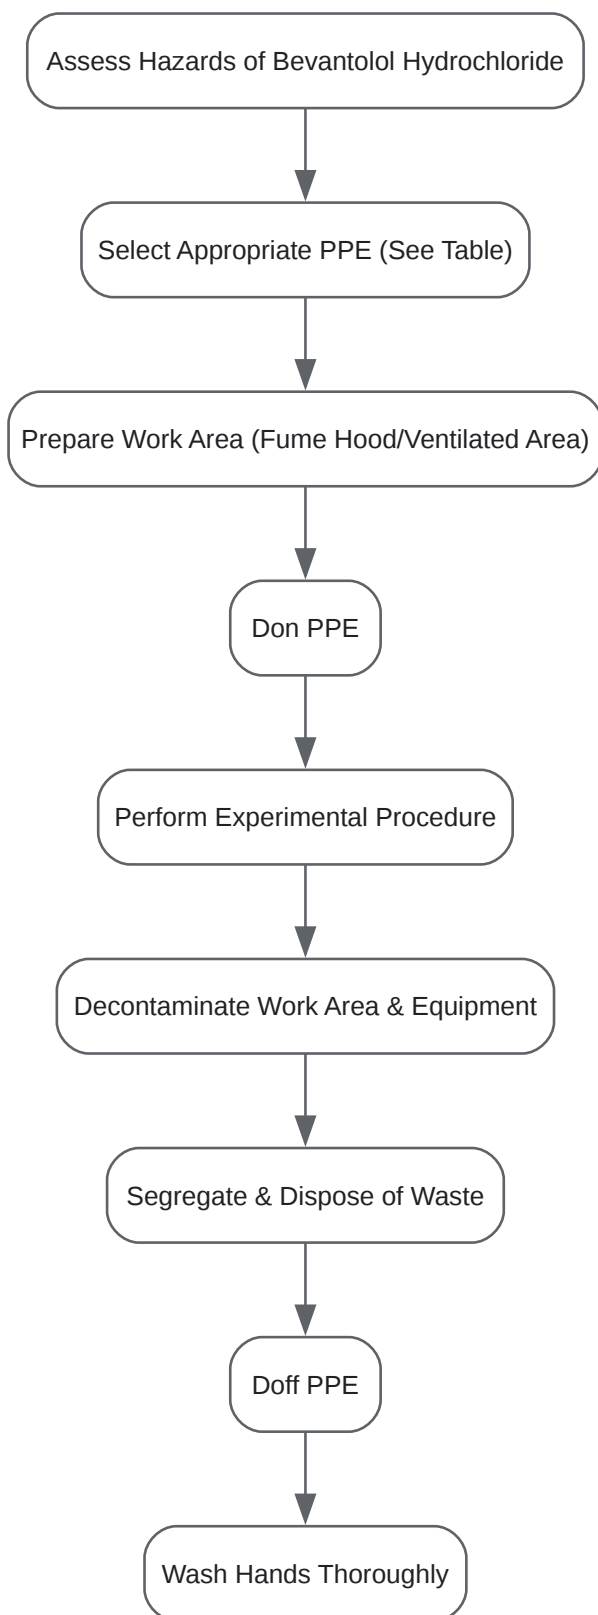 Assess Hazards of Bevantolol Hydrochloride
Select Appropriate PPE (See Table)
Prepare Work Area (Fume Hood/Ventilated Area)
Don PPE
Perform Experimental Procedure
Decontaminate Work Area & Equipment
Segregate & Dispose of Waste
Doff PPE
Wash Hands Thoroughly